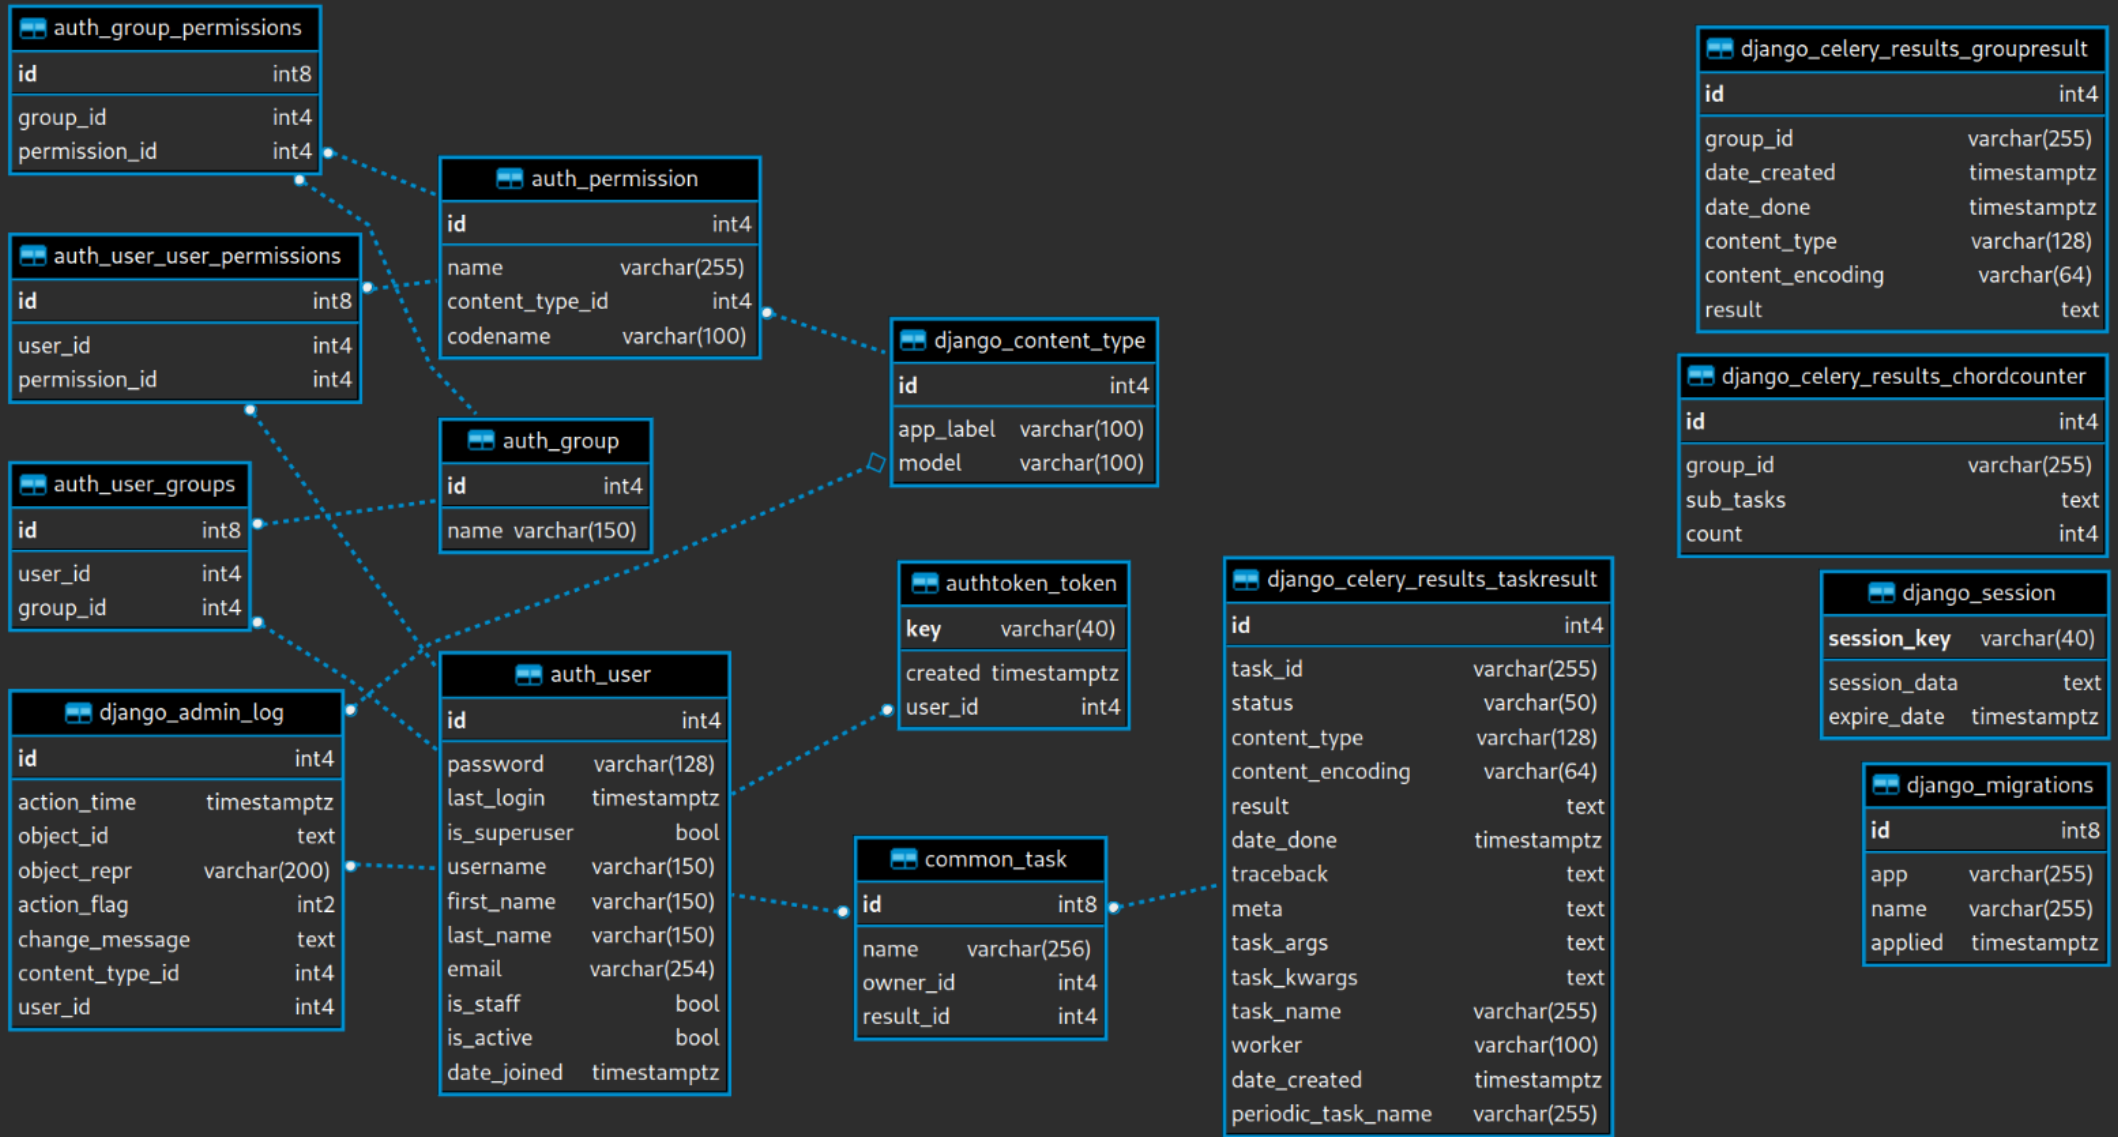 auth_group_permissions
id int8
group_id int4
permission_id int4
auth_user_user_permissions
id int8
user_id int4
permission_id int4
auth_user_groups
id int8
user_id int4
group_id int4
django_admin_log
id int4
action_time timestamptz
object_id text
object_repr varchar(200)
action_flag int2
change_message text
content_type_id int4
user_id int4
auth_permission
id int4
name varchar(255)
content_type_id int4
codename varchar(100)
auth_group
id int4
name varchar(150)
auth_user
id int4
password varchar(128)
last_login timestamptz
is_superuser bool
username varchar(150)
first_name varchar(150)
last_name varchar(150)
email varchar(254)
is_staff bool
is_active bool
date_joined timestamptz
django_content_type
id int4
app_label varchar(100)
model varchar(100)
authtoken_token
key varchar(40)
created timestamptz
user_id int4
common_task
id int8
name varchar(256)
owner_id int4
result_id int4
django_celery_results_taskresult
id int4
task_id varchar(255)
status varchar(50)
content_type varchar(128)
content_encoding varchar(64)
result text
date_done timestamptz
traceback text
meta text
task_args text
task_kwargs text
task_name varchar(255)
worker varchar(100)
date_created timestamptz
periodic_task_name varchar(255)
django_celery_results_groupresult
id int4
group_id varchar(255)
date_created timestamptz
date_done timestamptz
content_type varchar(128)
content_encoding varchar(64)
result text
django_celery_results_chordcounter
id int4
group_id varchar(255)
sub_tasks text
count int4
django_session
session_key varchar(40)
session_data text
expire_date timestamptz
django_migrations
id int8
app varchar(255)
name varchar(255)
applied timestamptz